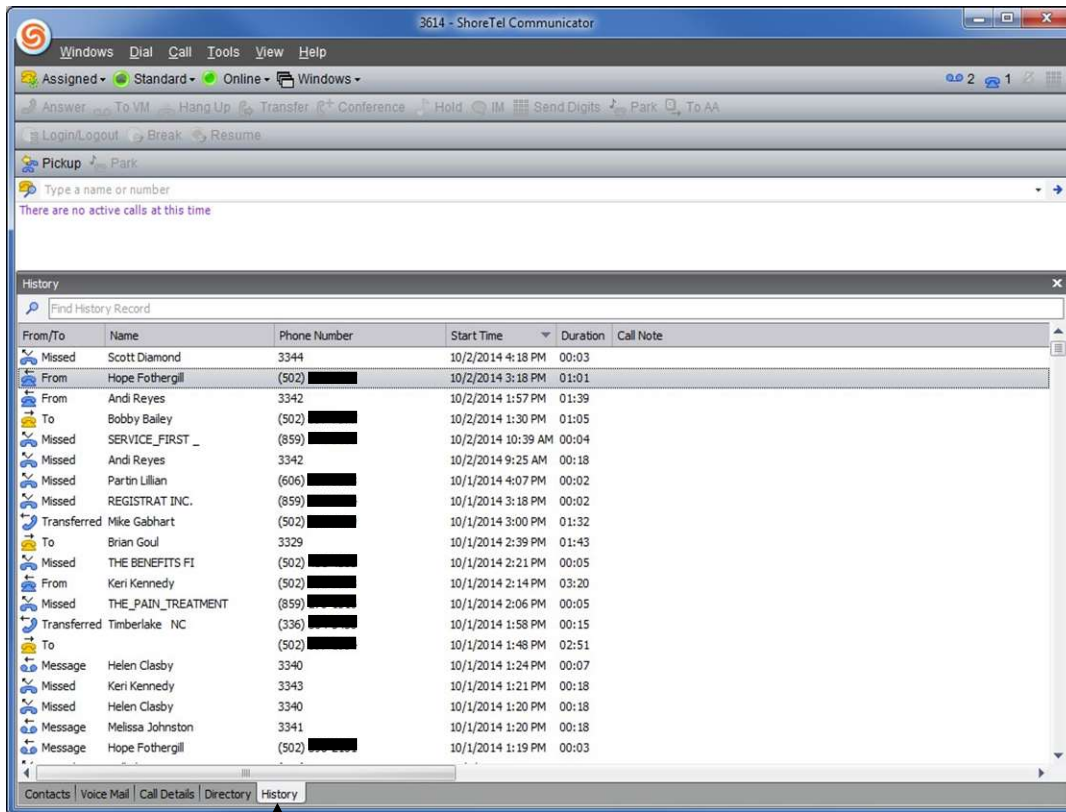 3614 - ShoreTel Communicator
Windows Dial Call Tools View Help
Assigned Standard Online Windows 2 1
Answer To VM Hang Up Transfer Conference Hold IM Send Digits Park To AA
Login/Logout Break Resume
Pickup Park
Type a name or number
There are no active calls at this time
History
Find History Record
From/To Name Phone Number Start Time Duration Call Note
Missed Scott Diamond 3344 10/2/2014 4:18 PM 00:03
From Hope Fothergill (502) 10/2/2014 3:18 PM 01:01
From Andi Reyes 3342 10/2/2014 1:57 PM 01:39
To Bobby Bailey (502) 10/2/2014 1:30 PM 01:05
Missed SERVICE_FIRST _ (859) 10/2/2014 10:39 AM 00:04
Missed Andi Reyes 3342 10/2/2014 9:25 AM 00:18
Missed Partin Lillian (606) 10/1/2014 4:07 PM 00:02
Missed REGISTRAT INC. (859) 10/1/2014 3:18 PM 00:02
Transferred Mike Gabhart (502) 10/1/2014 3:00 PM 01:32
To Brian Goul 3329 10/1/2014 2:39 PM 01:43
Missed THE BENEFITS FI (502) 10/1/2014 2:21 PM 00:05
From Keri Kennedy (502) 10/1/2014 2:14 PM 03:20
Missed THE_PAIN_TREATMENT (859) 10/1/2014 2:06 PM 00:05
Transferred Timberlake NC (336) 10/1/2014 1:58 PM 00:15
To (502) 10/1/2014 1:48 PM 02:51
Message Helen Clasby 3340 10/1/2014 1:24 PM 00:07
Missed Keri Kennedy 3343 10/1/2014 1:21 PM 00:18
Missed Helen Clasby 3340 10/1/2014 1:20 PM 00:18
Message Melissa Johnston 3341 10/1/2014 1:20 PM 00:18
Message Hope Fothergill (502) 10/1/2014 1:19 PM 00:03
Contacts Voice Mail Call Details Directory History